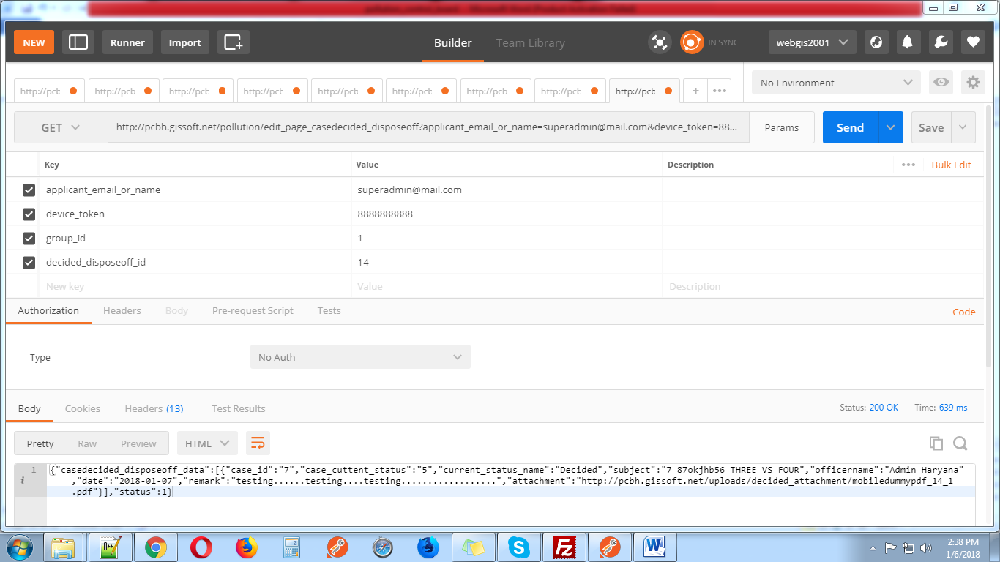 NEW Runner Import Builder Team Library IN SYNC webgis2001
http://pcb http://pcb http://pcb http://pcb http://pcb http://pcb http://pcb http://pcb http://pcb + ••• No Environment
GET http://pcbh.gissoft.net/pollution/edit_page_casedecided_disposeoff?applicant_email_or_name=superadmin@mail.com&device_token=88... Params Send Save
Key Value Description ••• Bulk Edit
applicant_email_or_name superadmin@mail.com
device_token 8888888888
group_id 1
decided_disposeoff_id 14
New key Value Description
Authorization Headers Body Pre-request Script Tests Code
Type No Auth
Body Cookies Headers (13) Test Results Status: 200 OK Time: 639 ms
Pretty Raw Preview HTML
1 {"casedecided_disposeoff_data":[{"case_id":"7","case_cuttent_status":"5","current_status_name":"Decided","subject":"7 87okjhb56 THREE VS FOUR","officername":"Admin Haryana"
i ,"date":"2018-01-07","remark":"testing......testing....testing..................","attachment":"http://pcbh.gissoft.net/uploads/decided_attachment/mobiledummypdf_14_1
.pdf"}],"status":1}
2:38 PM
1/6/2018